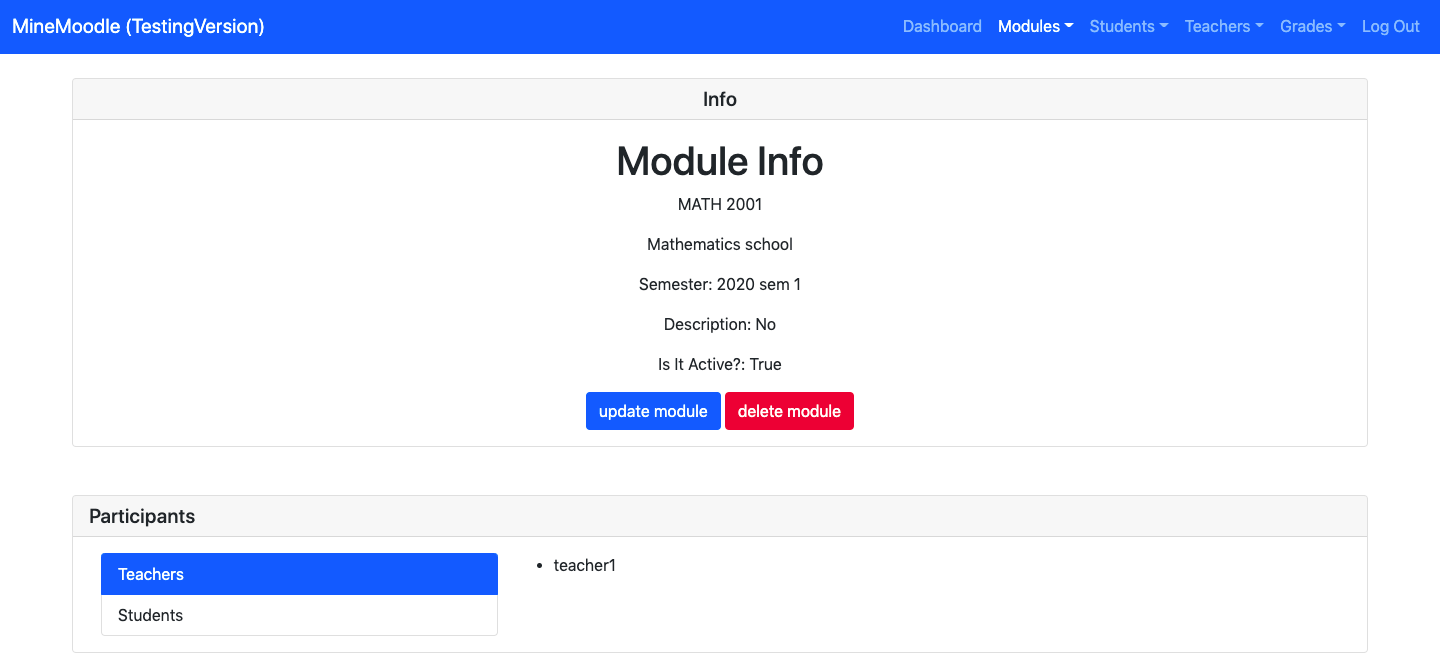 MineMoodle (TestingVersion) Dashboard Modules Students Teachers Grades Log Out
Info
Module Info
MATH 2001
Mathematics school
Semester: 2020 sem 1
Description: No
Is It Active?: True
update module delete module
Participants
Teachers
Students
• teacher1